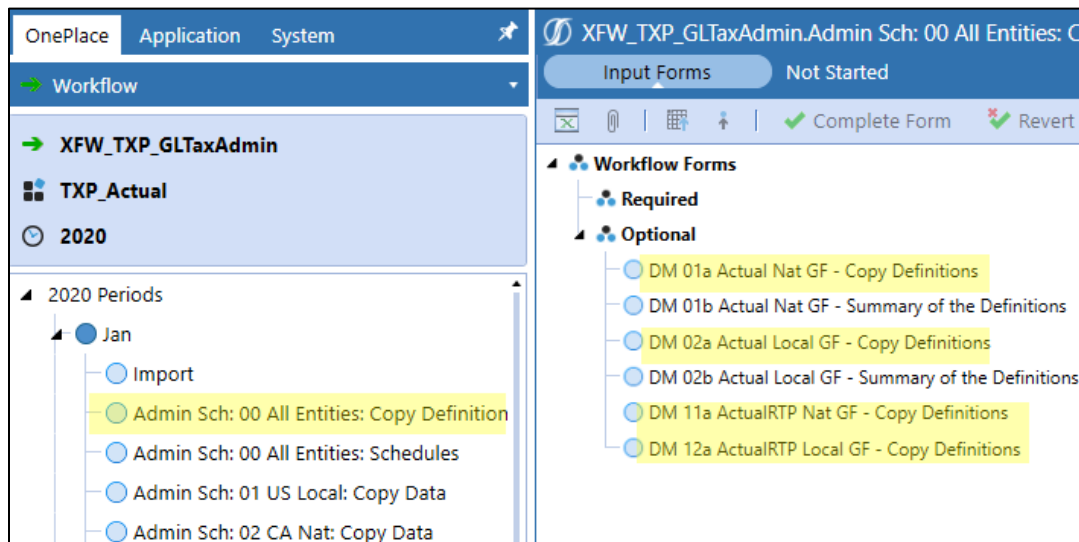 OnePlace Application System
Workflow
XFW_TXP_GLTaxAdmin
TXP_Actual
2020
2020 Periods
Jan
Import
Admin Sch: 00 All Entities: Copy Definition
Admin Sch: 00 All Entities: Schedules
Admin Sch: 01 US Local: Copy Data
Admin Sch: 02 CA Nat: Copy Data
XFW_TXP_GLTaxAdmin.Admin Sch: 00 All Entities: C
Input Forms Not Started
Complete Form Revert
Workflow Forms
Required
Optional
DM 01a Actual Nat GF - Copy Definitions
DM 01b Actual Nat GF - Summary of the Definitions
DM 02a Actual Local GF - Copy Definitions
DM 02b Actual Local GF - Summary of the Definitions
DM 11a ActualRTP Nat GF - Copy Definitions
DM 12a ActualRTP Local GF - Copy Definitions